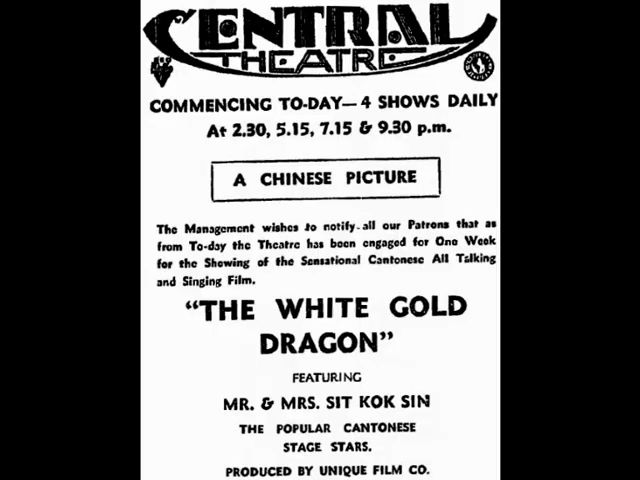 CENTRAL
THEATRE
COMMENCING TO-DAY—4 SHOWS DAILY
At 2.30, 5.15, 7.15 & 9.30 p.m.
A CHINESE PICTURE
The Management wishes to notify all our Patrons that as
from To-day the Theatre has been engaged for One Week
for the Showing of the Sensational Cantonese All Talking
and Singing Film.
"THE WHITE GOLD
DRAGON"
FEATURING
MR. & MRS. SIT KOK SIN
THE POPULAR CANTONESE
STAGE STARS.
PRODUCED BY UNIQUE FILM CO.